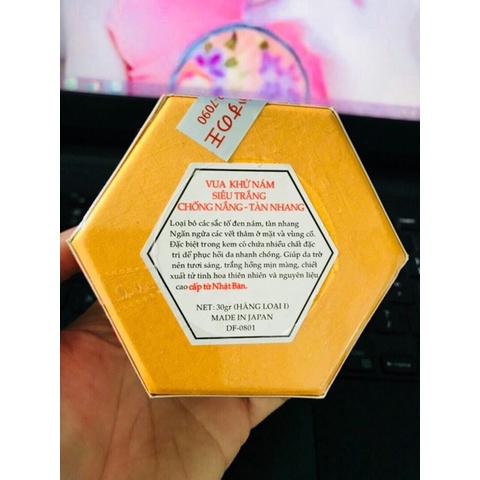 7090
すの王
VUA KHỬ NÁM
SIÊU TRẮNG
CHỐNG NẮNG - TÀN NHANG
Loại bỏ các sắc tố đen nám, tàn nhang
Ngăn ngừa các vết thâm ở mặt và vùng cổ.
Đặc biệt trong kem có chứa nhiều chất đặc
trị để phục hồi da nhanh chóng. Giúp da trở
nên tươi sáng, trắng hồng mịn màng, chiết
xuất từ tinh hoa thiên nhiên và nguyên liệu
cao cấp từ Nhật Bản.
NET: 30gr (HÀNG LOẠI I)
MADE IN JAPAN
DF-0801